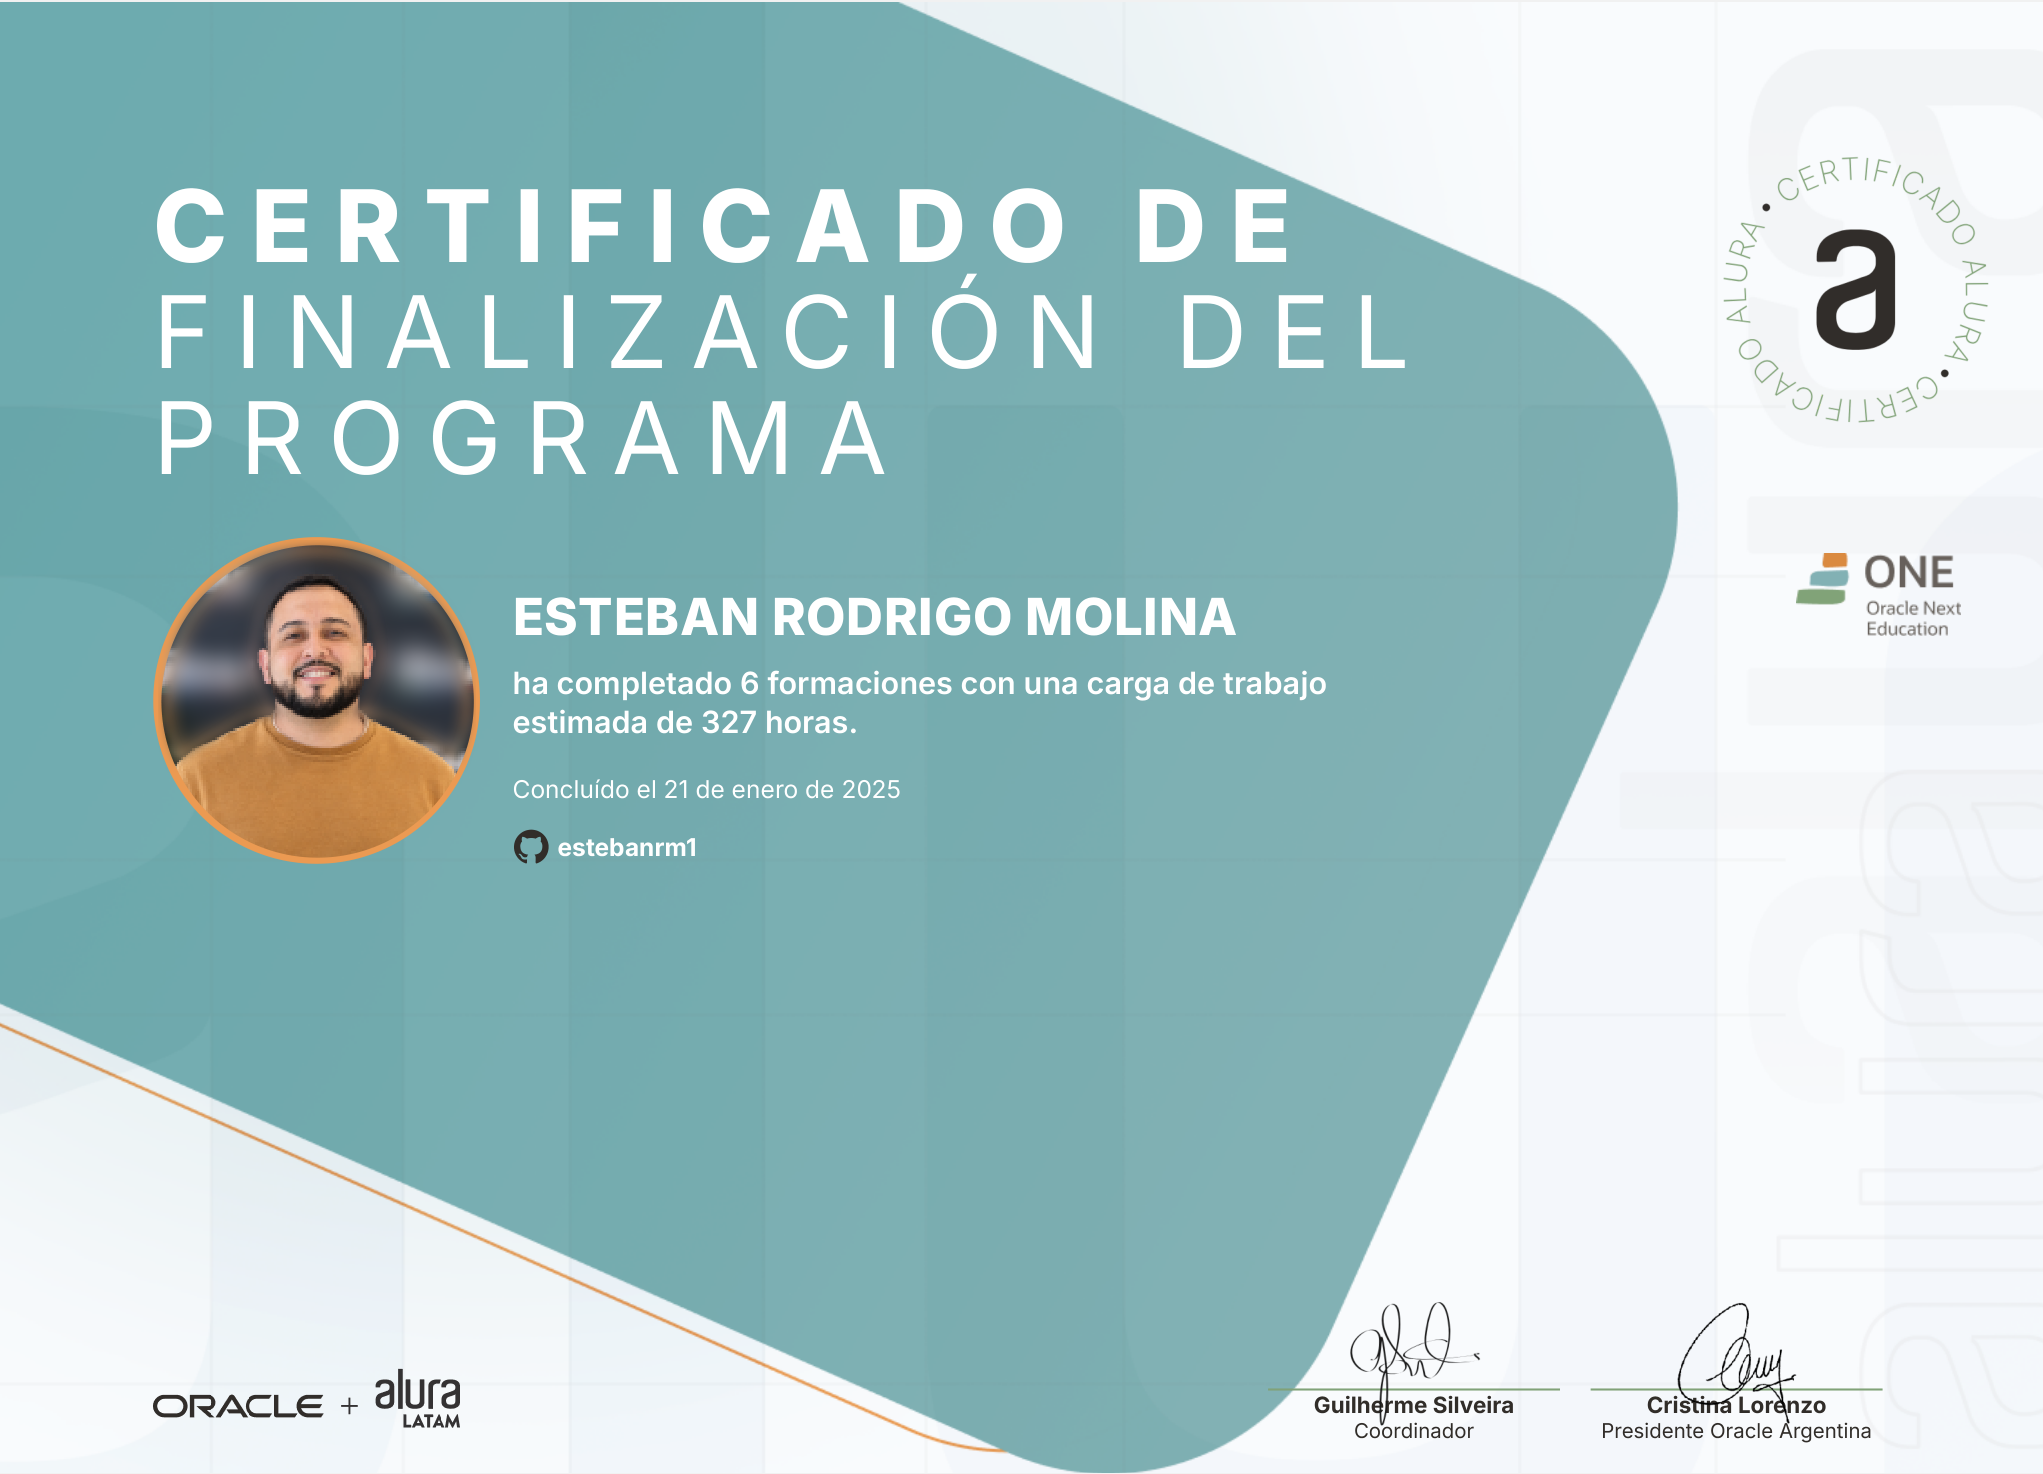 CERTIFICADO DE
FINALIZACIÓN DEL
PROGRAMA
CERTIFICADO ALURA • CERTIFICADO ALURA •
a
ONE
Oracle Next
Education
ESTEBAN RODRIGO MOLINA
ha completado 6 formaciones con una carga de trabajo
estimada de 327 horas.
Concluído el 21 de enero de 2025
estebanrm1
ORACLE + alura
LATAM
Guilherme Silveira
Coordinador
Cristina Lorenzo
Presidente Oracle Argentina
alura